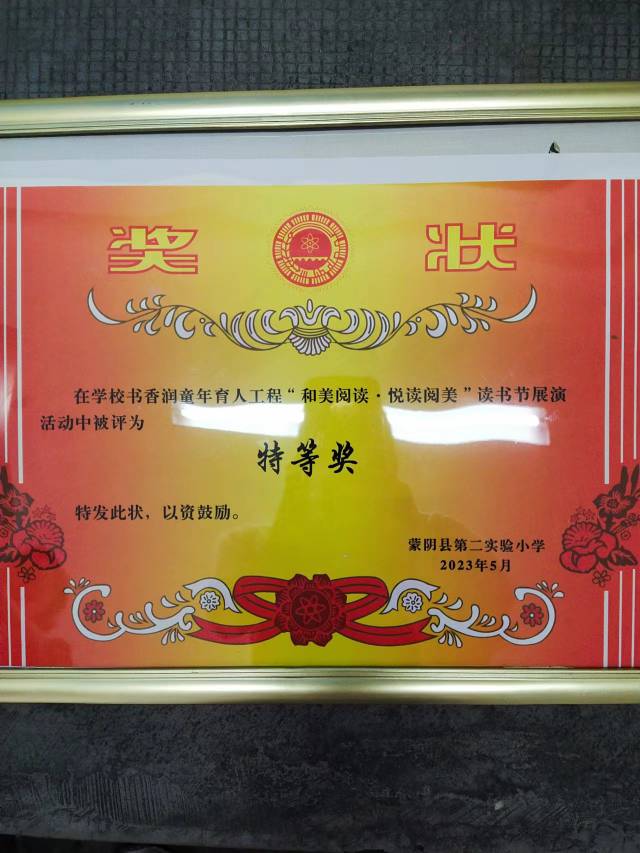 奖 状
在学校书香润童年育人工程“和美阅读·悦读阅美”读书节展演
活动中被评为
特等奖
特发此状，以资鼓励。
蒙阴县第二实验小学
2023年5月